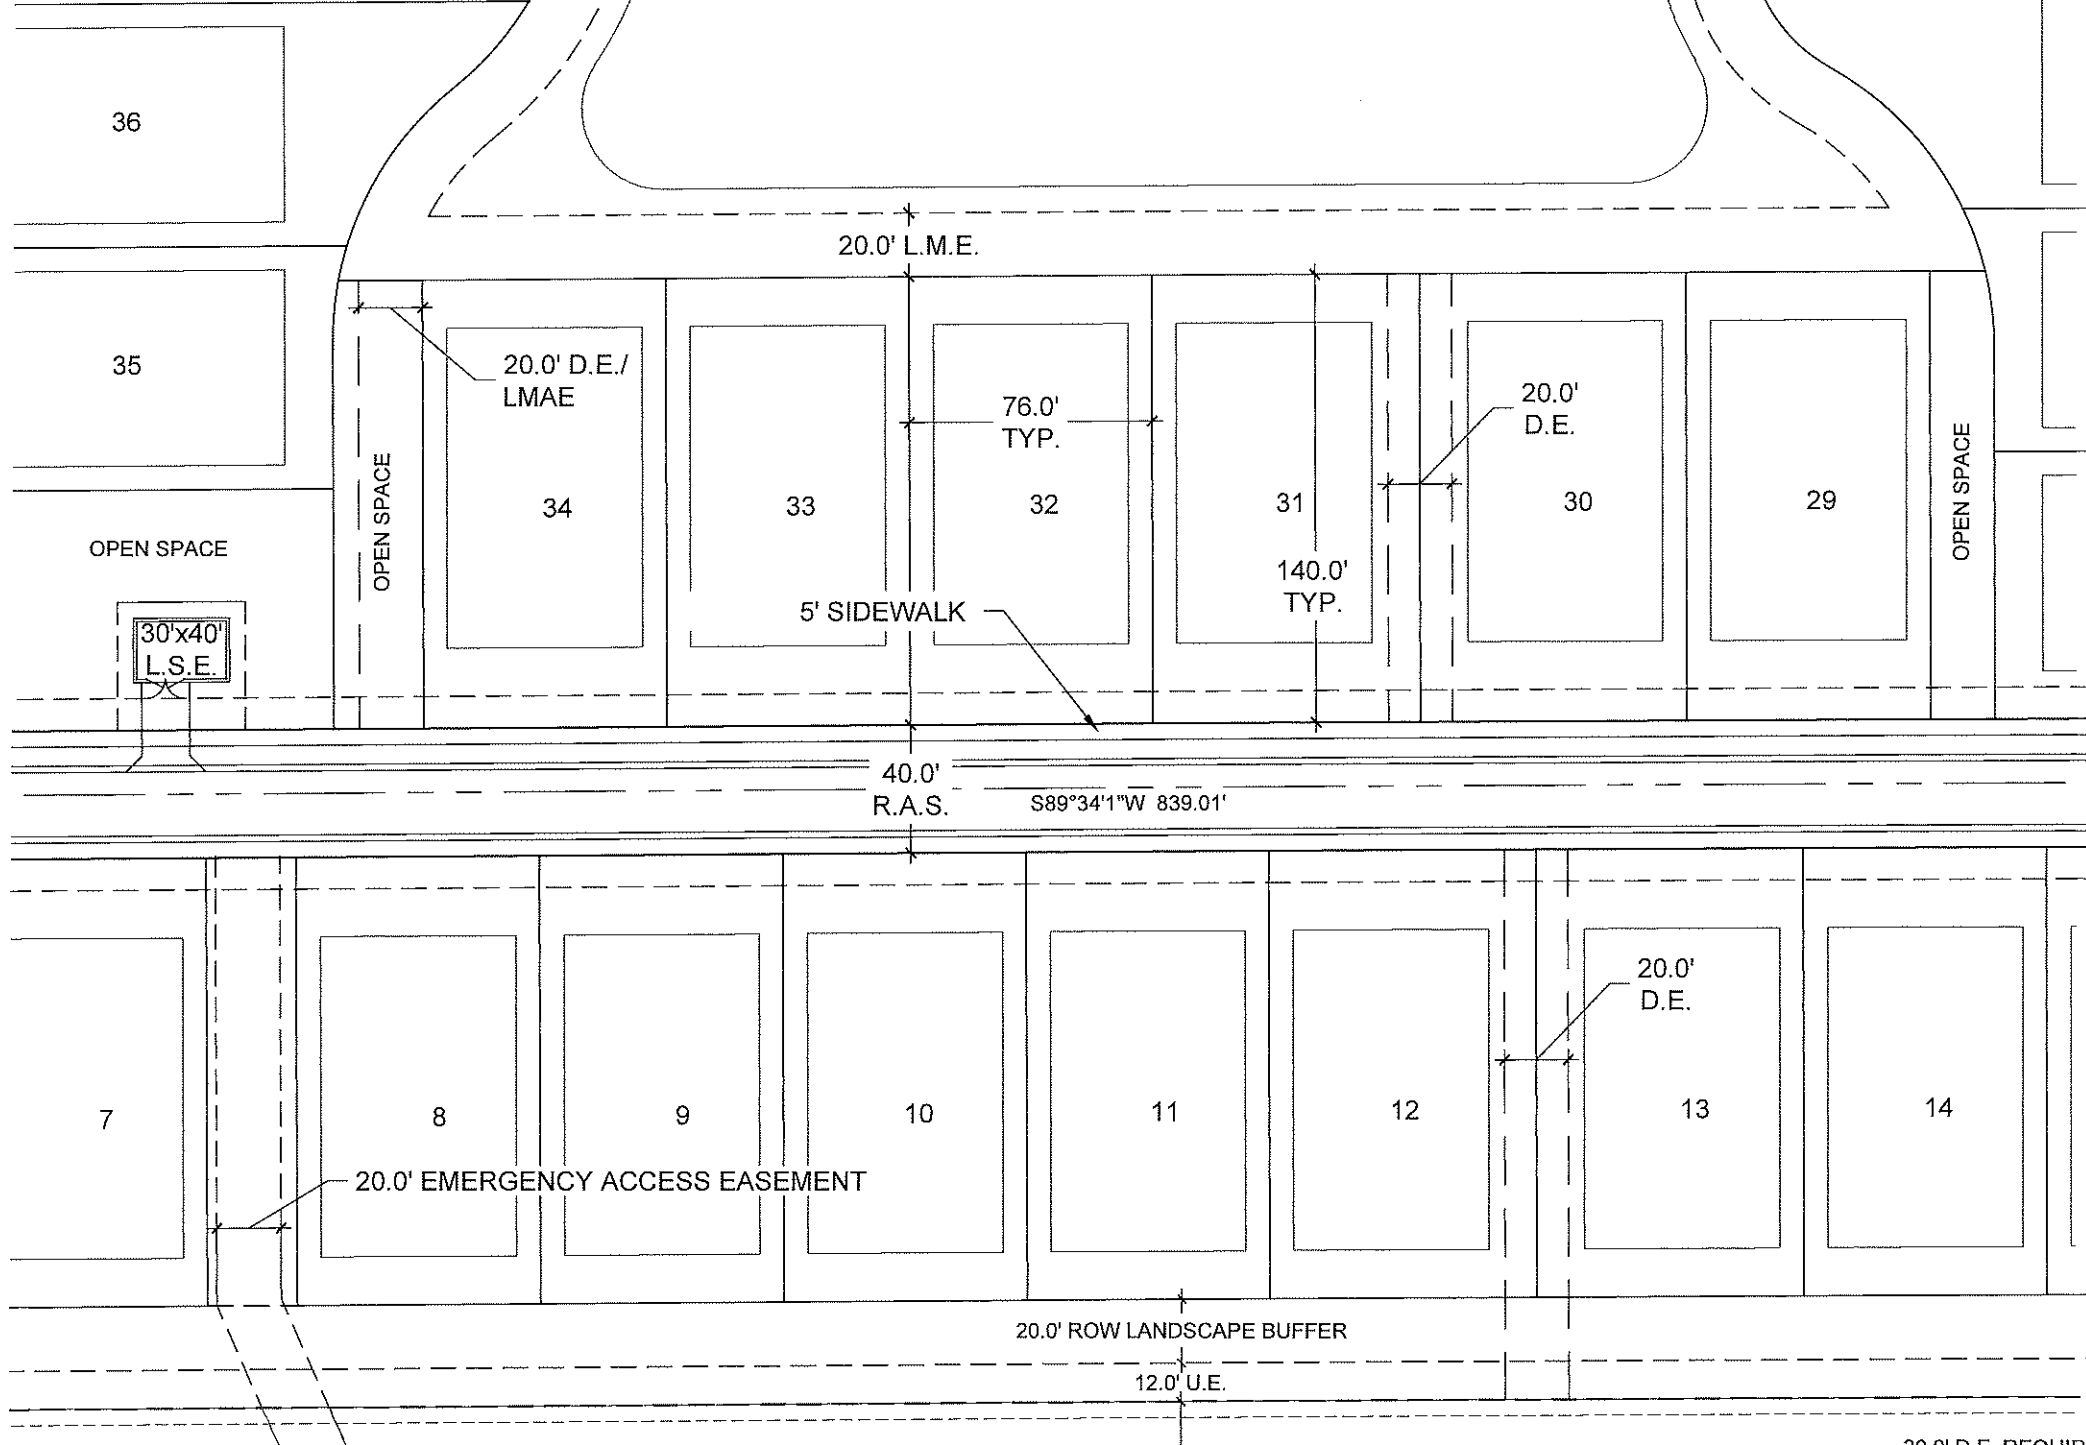 36
20.0' L.M.E.
35
20.0' D.E./
LMAE
76.0'
TYP.
20.0'
D.E.
OPEN SPACE
OPEN SPACE
34
33
32
31
30
29
OPEN SPACE
140.0'
TYP.
5' SIDEWALK
30'x40'
L.S.E.
40.0'
R.A.S.
S89°34'1"W 839.01'
20.0'
D.E.
7
8
9
10
11
12
13
14
20.0' EMERGENCY ACCESS EASEMENT
20.0' ROW LANDSCAPE BUFFER
12.0' U.E.